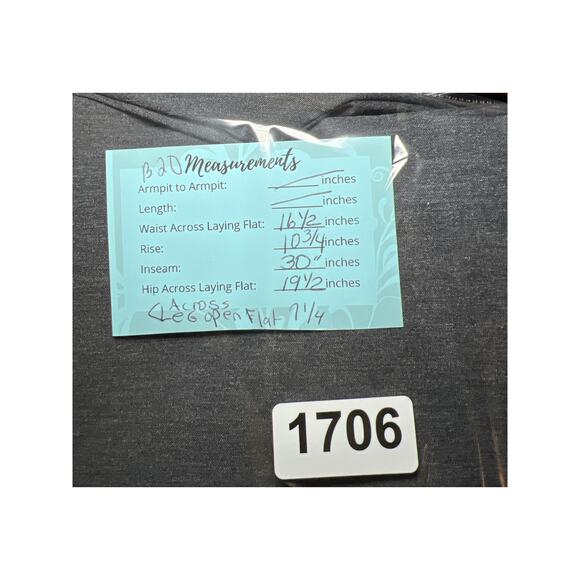 B20 Measurements
Armpit to Armpit: inches
Length: inches
Waist Across Laying Flat: 16 1/2 inches
Rise: 10 3/4 inches
Inseam: 30" inches
Hip Across Laying Flat: 19 1/2 inches
Across
Leg open Flat 7 1/4
1706